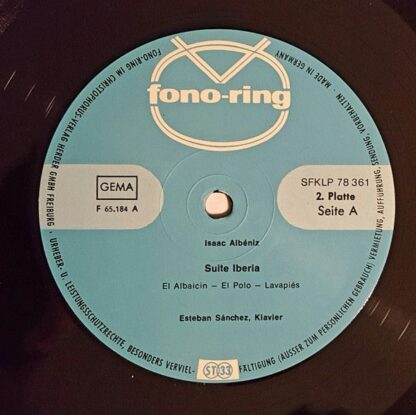 fono-ring
GEMA
F 65.184 A
SFKLP 78 361
2. Platte
Seite A
Isaac Albéniz
Suite Iberia
El Albaicin – El Polo – Lavapiés
Esteban Sánchez, Klavier
ST 33
FONO-RING IM CHRISTOPHORUS-VERLAG HERDER GMBH FREIBURG . URHEBER- U. LEISTUNGSSCHUTZRECHTE, BESONDERS VERVIEL-FÄLTIGUNG (AUSSER ZUM PERSÖNLICHEN GEBRAUCH) VERMIETUNG, AUFFÜHRUNG, SENDUNG, VORBEHALTEN
MADE IN GERMANY